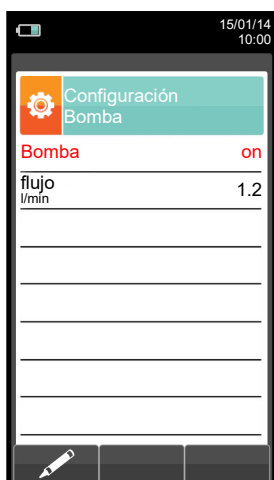 15/01/14
10:00
Configuración
Bomba
Bomba on
flujo 1.2
l/min